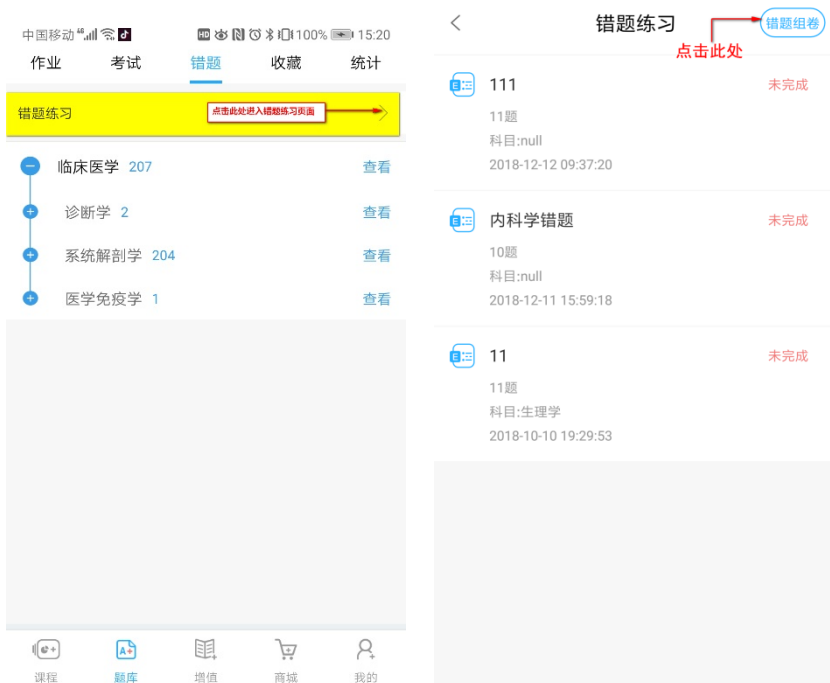 中国移动 46 HD 100% 15:20
作业 考试 错题 收藏 统计
错题练习 点击此处进入错题练习页面
临床医学 207 查看
诊断学 2 查看
系统解剖学 204 查看
医学免疫学 1 查看
课程 题库 增值 商城 我的
错题练习 错题组卷
点击此处
111 未完成
11题
科目:null
2018-12-12 09:37:20
内科学错题 未完成
10题
科目:null
2018-12-11 15:59:18
11 未完成
11题
科目:生理学
2018-10-10 19:29:53